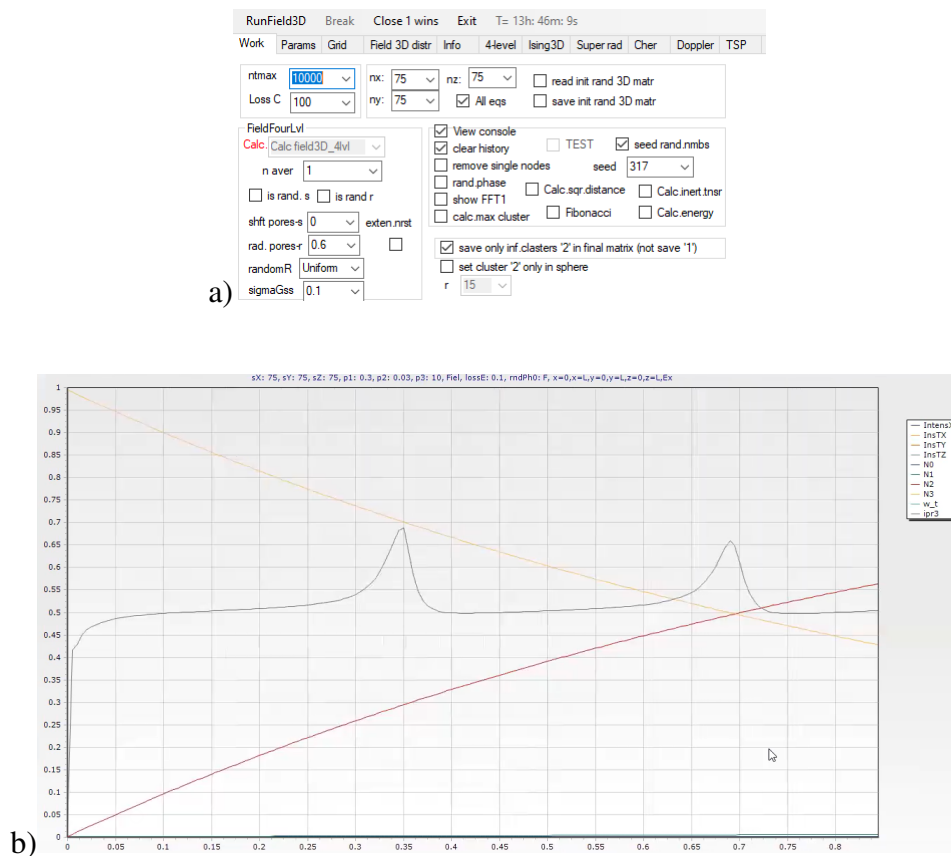 RunField3D Break Close 1 wins Exit T= 13h: 46m: 9s
Work Params Grid Field 3D distr Info 4-level Ising3D Super rad Cher Doppler TSP
ntmax 10000 nx: 75 nz: 75 read init rand 3D matr
Loss C 100 ny: 75 All eqs save init rand 3D matr
FieldFourLvl
Calc. Calc field3D_4lvl
n aver 1
is rand. s is rand r
shft pores-s 0 exten.nrst
rad. pores-r 0.6
randomR Uniform
sigmaGss 0.1
View console
clear history TEST seed rand.nmbs
remove single nodes seed 317
rand.phase Calc.sqr.distance Calc.inert.tnsr
show FFT1
calc.max cluster Fibonacci Calc.energy
save only inf.clasters '2' in final matrix (not save '1')
set cluster '2' only in sphere
r 15
a)
sX: 75, sY: 75, sZ: 75, p1: 0.3, p2: 0.03, p3: 10, Fiel, lossE: 0.1, rndPh0: F, x=0,x=L,y=0,y=L,z=0,z=L,Ex
1
0.95
0.9
0.85
0.8
0.75
0.7
0.65
0.6
0.55
0.5
0.45
0.4
0.35
0.3
0.25
0.2
0.15
0.1
0.05
0
0 0.05 0.1 0.15 0.2 0.25 0.3 0.35 0.4 0.45 0.5 0.55 0.6 0.65 0.7 0.75 0.8
IntensX
InsTX
InsTY
InsTZ
N0
N1
N2
N3
w_t
ipr3
b)